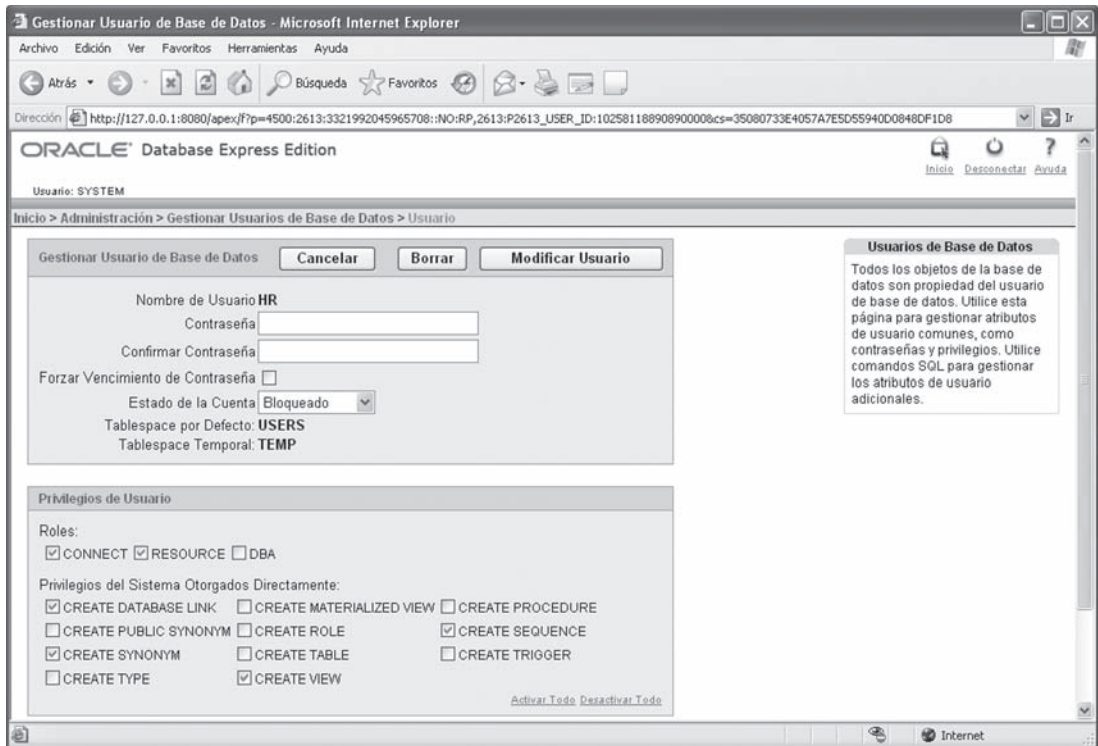 Gestionar Usuario de Base de Datos - Microsoft Internet Explorer
Archivo Edición Ver Favoritos Herramientas Ayuda
Atrás Búsqueda Favoritos
Dirección http://127.0.0.1:8080/apex/f?p=4500:2613:3321992045965708::NO:RP,2613:P2613_USER_ID:1025811889089000&cs=35080733E4057A7E5D55940D0848DF1D8 Ir
ORACLE Database Express Edition
Inicio Desconectar Ayuda
Usuario: SYSTEM
Inicio > Administración > Gestionar Usuarios de Base de Datos > Usuario
Gestionar Usuario de Base de Datos Cancelar Borrar Modificar Usuario
Nombre de Usuario HR
Contraseña
Confirmar Contraseña
Forzar Vencimiento de Contraseña
Estado de la Cuenta Bloqueado
Tablespace por Defecto: USERS
Tablespace Temporal: TEMP
Usuarios de Base de Datos
Todos los objetos de la base de
datos son propiedad del usuario
de base de datos. Utilice esta
página para gestionar atributos
de usuario comunes, como
contraseñas y privilegios. Utilice
comandos SQL para gestionar
los atributos de usuario
adicionales.
Privilegios de Usuario
Roles:
CONNECT RESOURCE DBA
Privilegios del Sistema Otorgados Directamente:
CREATE DATABASE LINK CREATE MATERIALIZED VIEW CREATE PROCEDURE
CREATE PUBLIC SYNONYM CREATE ROLE CREATE SEQUENCE
CREATE SYNONYM CREATE TABLE CREATE TRIGGER
CREATE TYPE CREATE VIEW
Activar Todo Desactivar Todo
Internet